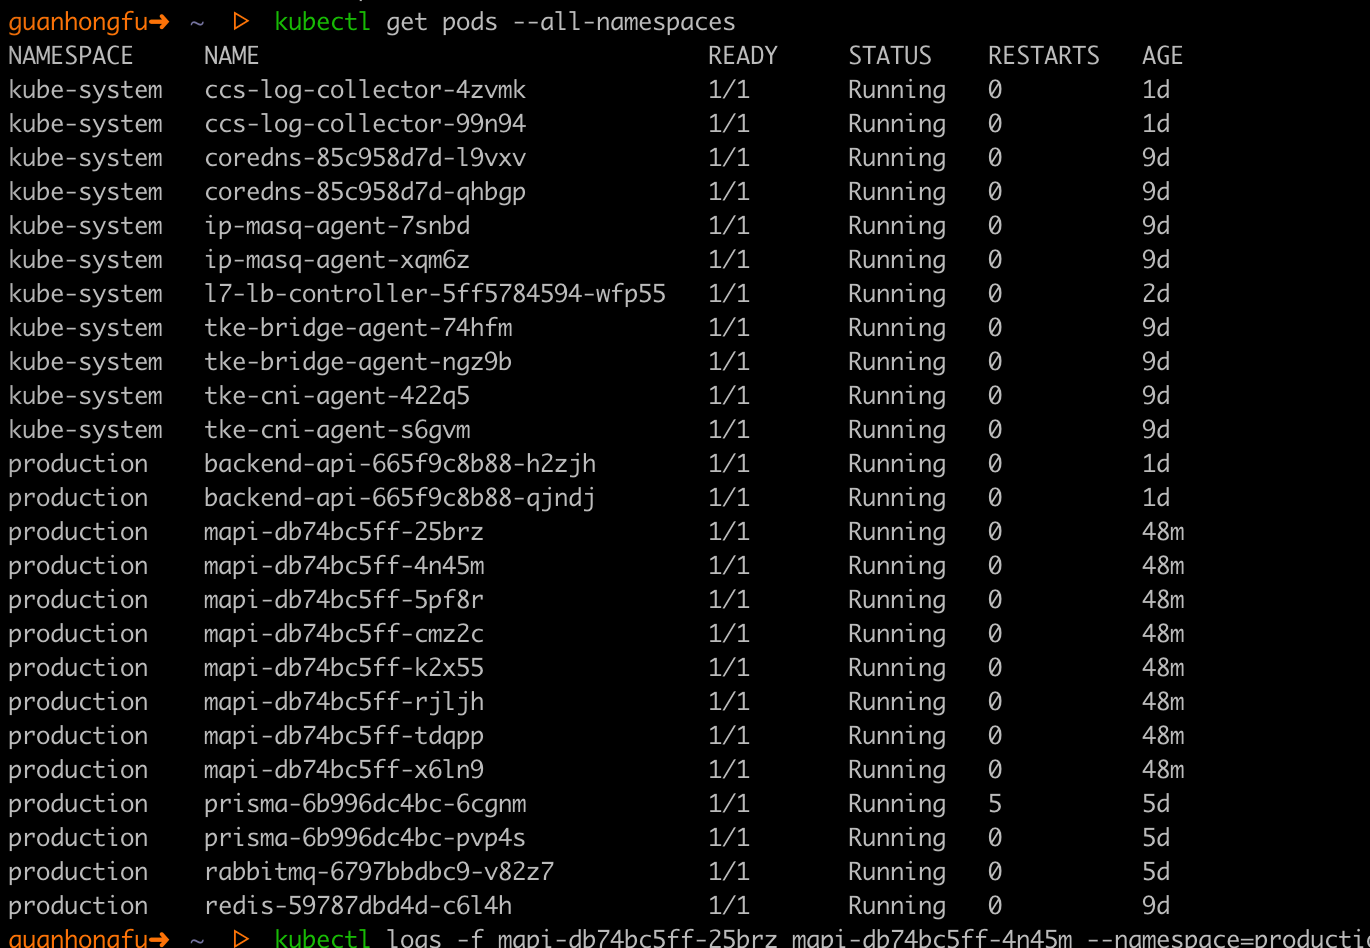 guanhongfu➜ ~ ▷ kubectl get pods --all-namespaces
NAMESPACE NAME READY STATUS RESTARTS AGE
kube-system ccs-log-collector-4zvmk 1/1 Running 0 1d
kube-system ccs-log-collector-99n94 1/1 Running 0 1d
kube-system coredns-85c958d7d-l9vxv 1/1 Running 0 9d
kube-system coredns-85c958d7d-qhbgp 1/1 Running 0 9d
kube-system ip-masq-agent-7snbd 1/1 Running 0 9d
kube-system ip-masq-agent-xqm6z 1/1 Running 0 9d
kube-system l7-lb-controller-5ff5784594-wfp55 1/1 Running 0 2d
kube-system tke-bridge-agent-74hfm 1/1 Running 0 9d
kube-system tke-bridge-agent-ngz9b 1/1 Running 0 9d
kube-system tke-cni-agent-422q5 1/1 Running 0 9d
kube-system tke-cni-agent-s6gvm 1/1 Running 0 9d
production backend-api-665f9c8b88-h2zjh 1/1 Running 0 1d
production backend-api-665f9c8b88-qjndj 1/1 Running 0 1d
production mapi-db74bc5ff-25brz 1/1 Running 0 48m
production mapi-db74bc5ff-4n45m 1/1 Running 0 48m
production mapi-db74bc5ff-5pf8r 1/1 Running 0 48m
production mapi-db74bc5ff-cmz2c 1/1 Running 0 48m
production mapi-db74bc5ff-k2x55 1/1 Running 0 48m
production mapi-db74bc5ff-rjljh 1/1 Running 0 48m
production mapi-db74bc5ff-tdqpp 1/1 Running 0 48m
production mapi-db74bc5ff-x6ln9 1/1 Running 0 48m
production prisma-6b996dc4bc-6cgnm 1/1 Running 5 5d
production prisma-6b996dc4bc-pvp4s 1/1 Running 0 5d
production rabbitmq-6797bbdbc9-v82z7 1/1 Running 0 5d
production redis-59787dbd4d-c6l4h 1/1 Running 0 9d
guanhongfu➜ ~ ▷ kubectl logs -f mapi-db74bc5ff-25brz mapi-db74bc5ff-4n45m --namespace=producti